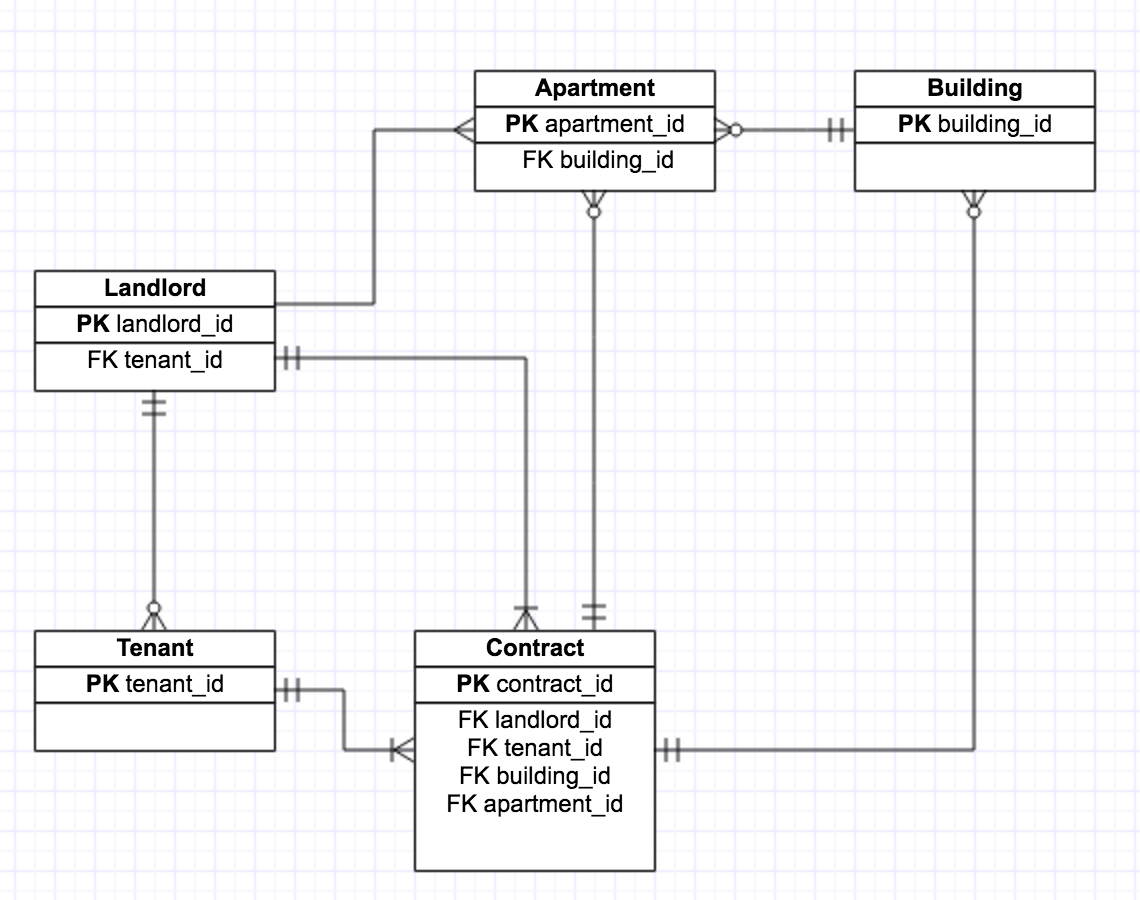 Apartment
PK apartment_id
FK building_id
Building
PK building_id
Landlord
PK landlord_id
FK tenant_id
Tenant
PK tenant_id
Contract
PK contract_id
FK landlord_id
FK tenant_id
FK building_id
FK apartment_id